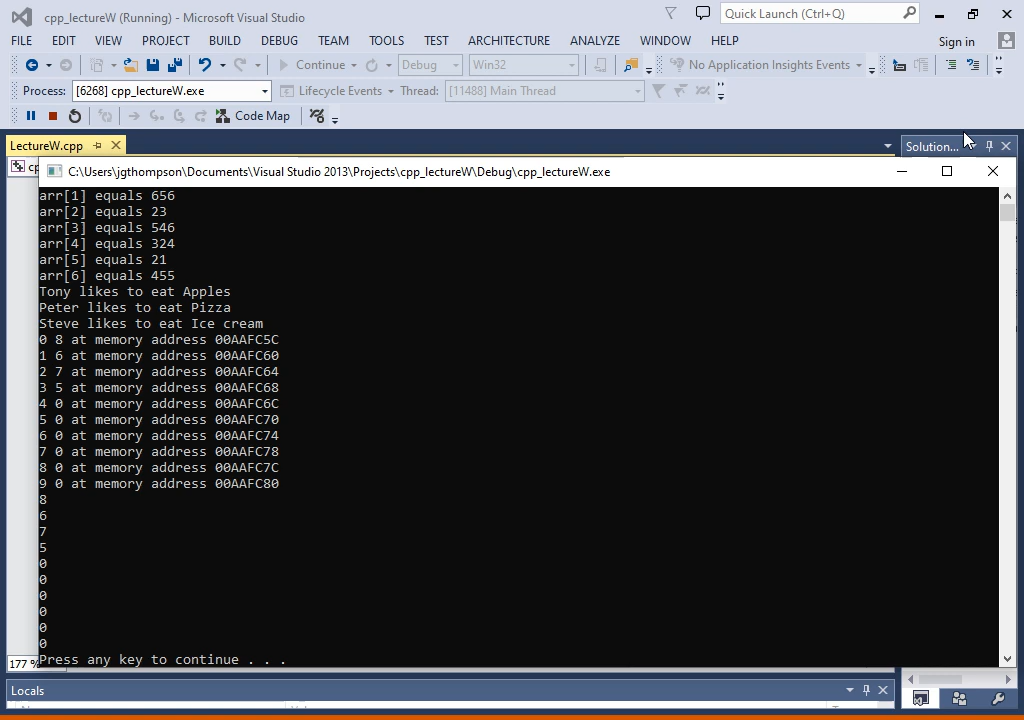 cpp_lectureW (Running) - Microsoft Visual Studio
Quick Launch (Ctrl+Q)
FILE EDIT VIEW PROJECT BUILD DEBUG TEAM TOOLS TEST ARCHITECTURE ANALYZE WINDOW HELP
Sign in
Continue Debug Win32 No Application Insights Events
Process: [6268] cpp_lectureW.exe Lifecycle Events Thread: [11488] Main Thread
Code Map
LectureW.cpp
Solution...
cp
C:\Users\jgthompson\Documents\Visual Studio 2013\Projects\cpp_lectureW\Debug\cpp_lectureW.exe
arr[1] equals 656
arr[2] equals 23
arr[3] equals 546
arr[4] equals 324
arr[5] equals 21
arr[6] equals 455
Tony likes to eat Apples
Peter likes to eat Pizza
Steve likes to eat Ice cream
0 8 at memory address 00AAFC5C
1 6 at memory address 00AAFC60
2 7 at memory address 00AAFC64
3 5 at memory address 00AAFC68
4 0 at memory address 00AAFC6C
5 0 at memory address 00AAFC70
6 0 at memory address 00AAFC74
7 0 at memory address 00AAFC78
8 0 at memory address 00AAFC7C
9 0 at memory address 00AAFC80
8
6
7
5
0
0
0
0
0
0
Press any key to continue . . .
177 %
Locals